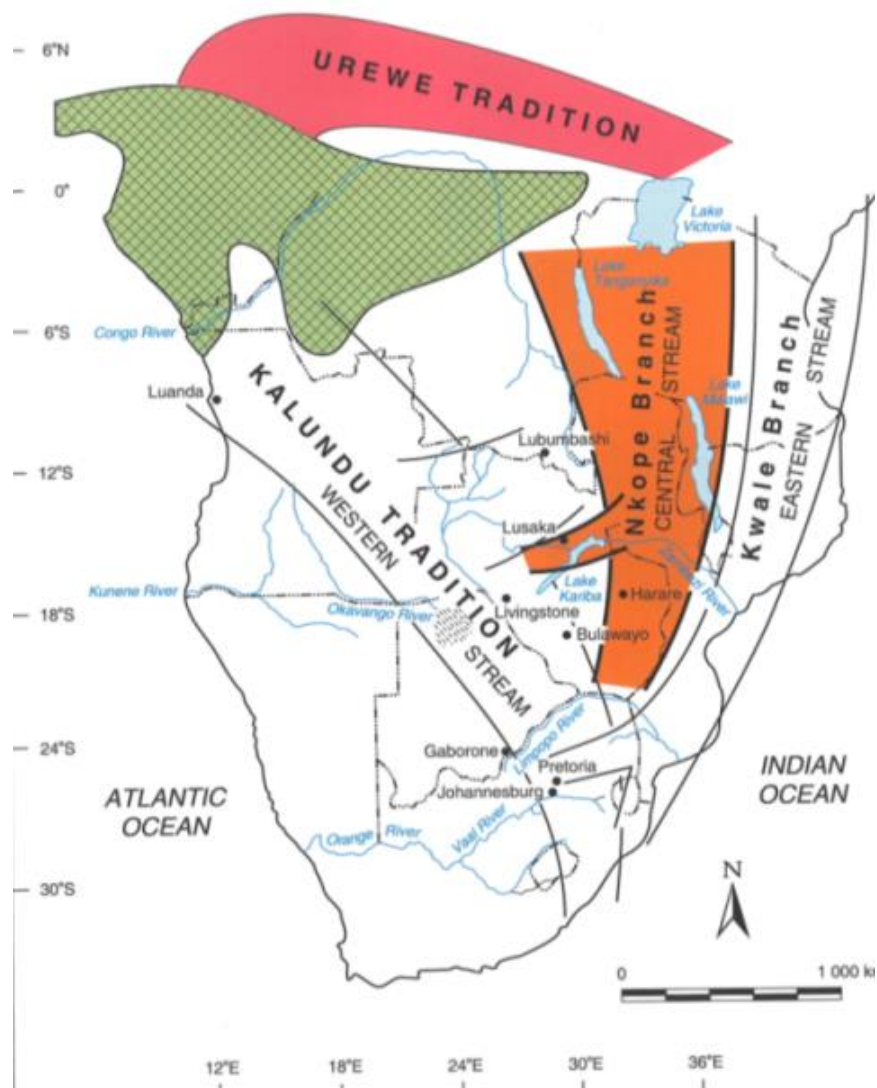 6°N
UREWE TRADITION
0°
Lake
Victoria
Lake
Tanganyika
Congo River
6°S
Nkope Branch
CENTRAL STREAM
Kwale Branch
EASTERN STREAM
Lake
Malawi
Luanda
KALUNDU TRADITION
WESTERN STREAM
Lubumbashi
12°S
Lusaka
Zambezi River
Lake
Kariba
Harare
Kunene River
18°S
Okavango River
Livingstone
Bulawayo
24°S
Gaborone
Limpopo River
Pretoria
Johannesburg
INDIAN
OCEAN
ATLANTIC
OCEAN
Orange River
Vaal River
30°S
N
0 1 000 km
12°E 18°E 24°E 30°E 36°E